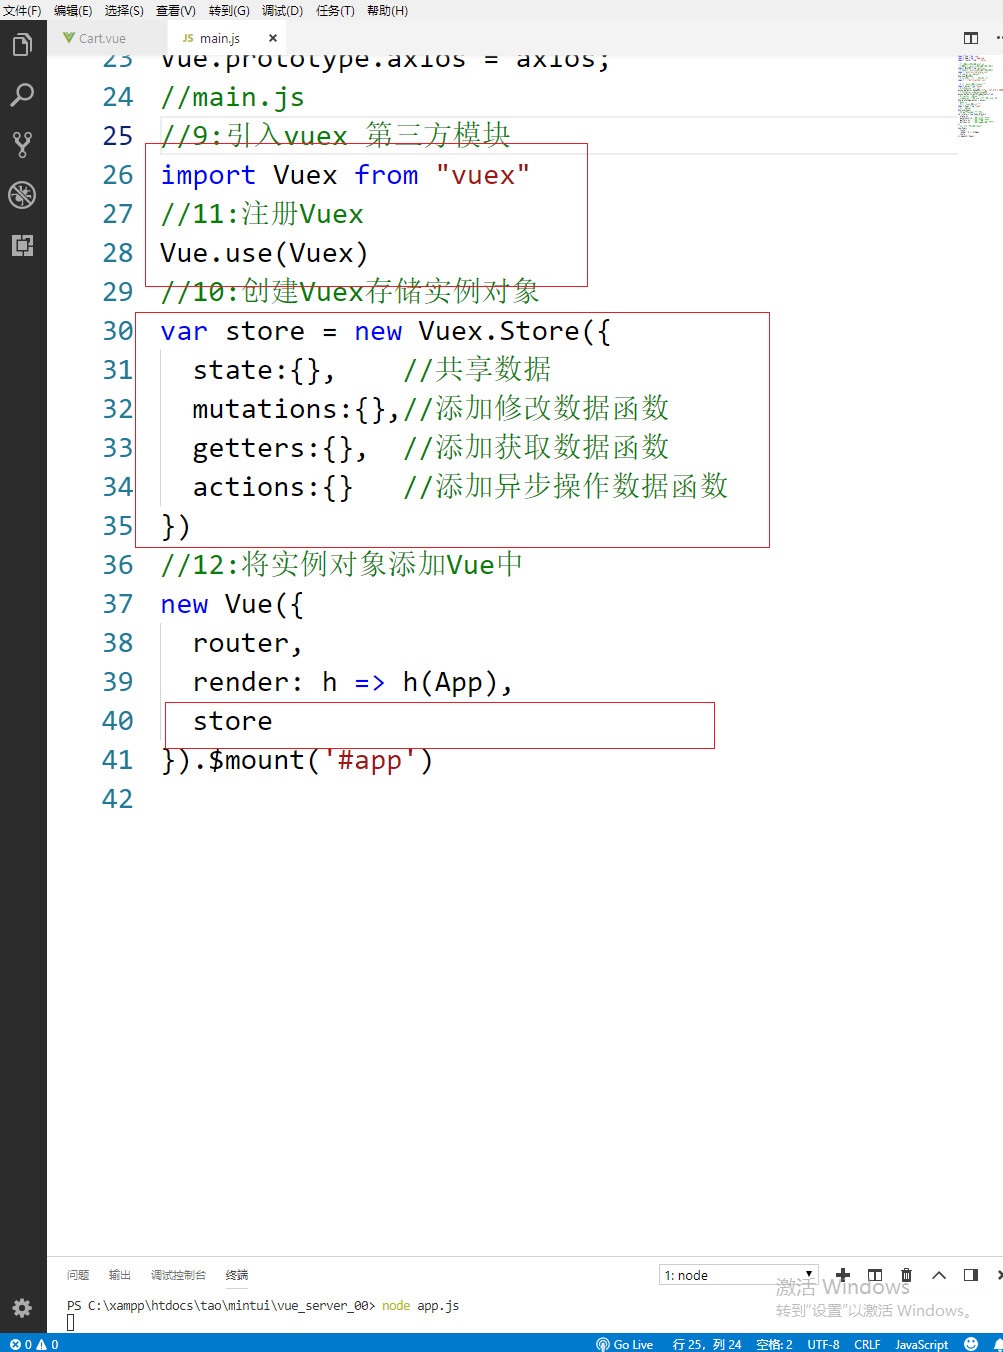 文件(F) 编辑(E) 选择(S) 查看(V) 转到(G) 调试(D) 任务(T) 帮助(H)
Cart.vue JS main.js ×
23 Vue.prototype.axios = axios;
24 //main.js
25 //9:引入vuex 第三方模块
26 import Vuex from "vuex"
27 //11:注册Vuex
28 Vue.use(Vuex)
29 //10:创建Vuex存储实例对象
30 var store = new Vuex.Store({
31 state:{}, //共享数据
32 mutations:{},//添加修改数据函数
33 getters:{}, //添加获取数据函数
34 actions:{} //添加异步操作数据函数
35 })
36 //12:将实例对象添加Vue中
37 new Vue({
38 router,
39 render: h => h(App),
40 store
41 }).$mount('#app')
42
问题 输出 调试控制台 终端 1: node
激活 Windows
PS C:\xampp\htdocs\tao\mintui\vue_server_00> node app.js
转到"设置"以激活 Windows。
0 0 Go Live 行 25，列 24 空格: 2 UTF-8 CRLF JavaScript